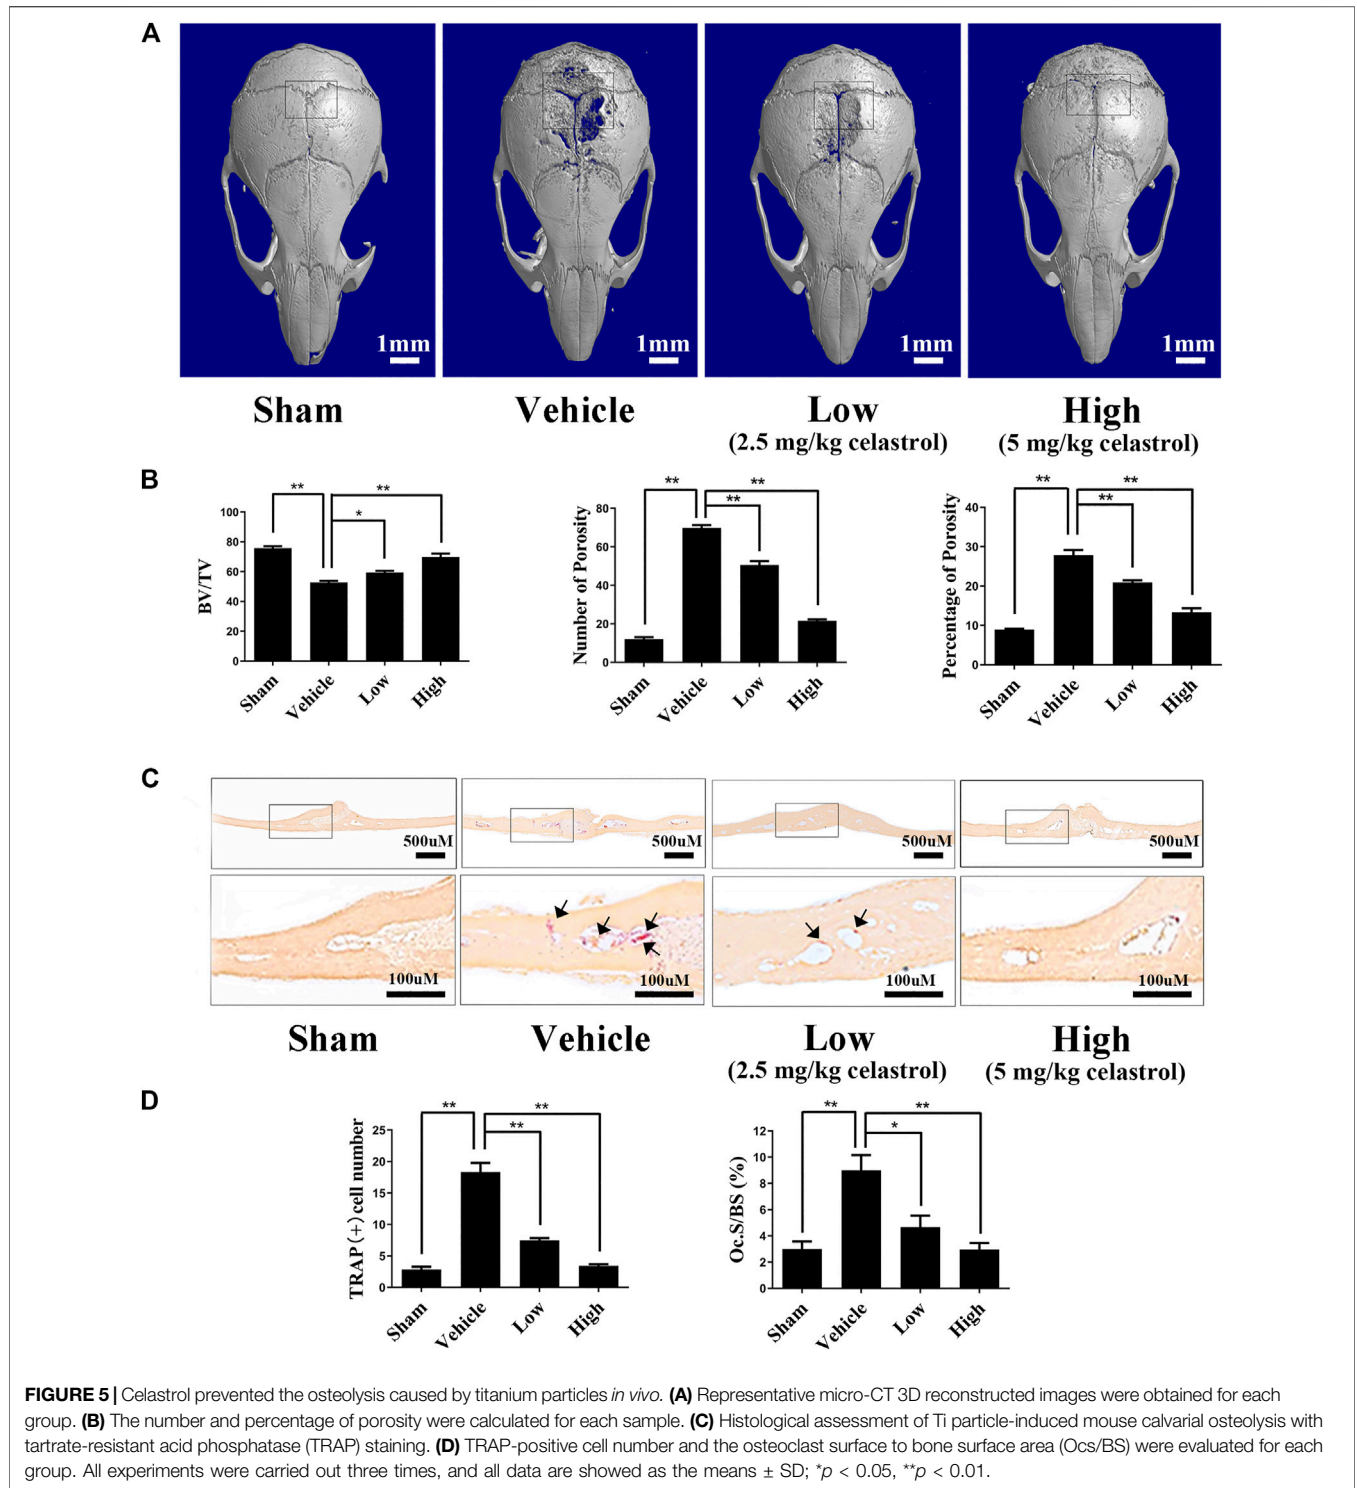 A
1mm
1mm
1mm
1mm
Sham
Vehicle
Low
(2.5 mg/kg celastrol)
High
(5 mg/kg celastrol)
B
BV/TV
100
80
60
40
20
0
**
**
*
Sham
Vehicle
Low
High
Number of Porosity
80
60
40
20
0
**
**
**
Sham
Vehicle
Low
High
Percentage of Porosity
40
30
20
10
0
**
**
**
Sham
Vehicle
Low
High
C
500uM
500uM
500uM
500uM
100uM
100uM
100uM
100uM
Sham
Vehicle
Low
(2.5 mg/kg celastrol)
High
(5 mg/kg celastrol)
D
TRAP(+)cell number
25
20
15
10
5
0
**
**
**
Sham
Vehicle
Low
High
Oc.S/BS (%)
12
10
8
6
4
2
0
**
**
*
Sham
Vehicle
Low
High
FIGURE 5 | Celastrol prevented the osteolysis caused by titanium particles in vivo. (A) Representative micro-CT 3D reconstructed images were obtained for each
group. (B) The number and percentage of porosity were calculated for each sample. (C) Histological assessment of Ti particle-induced mouse calvarial osteolysis with
tartrate-resistant acid phosphatase (TRAP) staining. (D) TRAP-positive cell number and the osteoclast surface to bone surface area (Ocs/BS) were evaluated for each
group. All experiments were carried out three times, and all data are showed as the means ± SD; *p < 0.05, **p < 0.01.